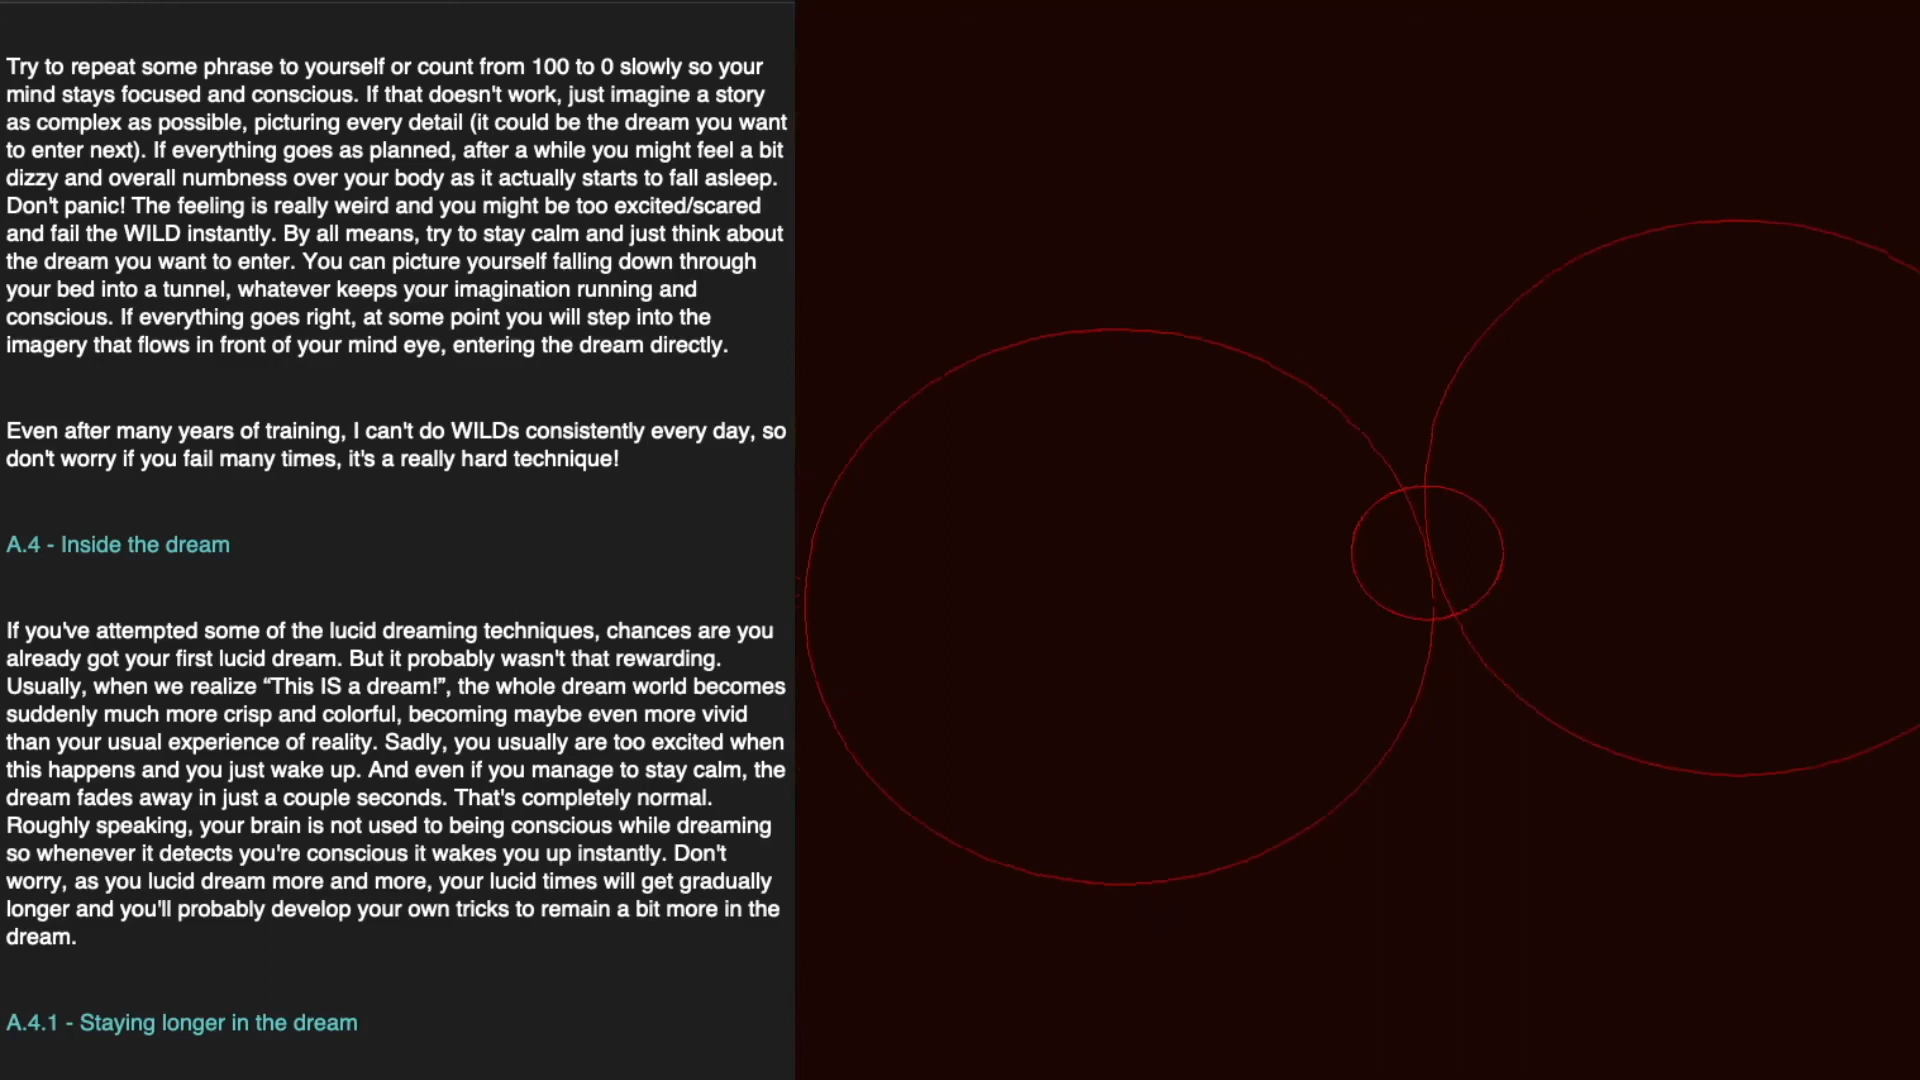 Try to repeat some phrase to yourself or count from 100 to 0 slowly so your
mind stays focused and conscious. If that doesn't work, just imagine a story
as complex as possible, picturing every detail (it could be the dream you want
to enter next). If everything goes as planned, after a while you might feel a bit
dizzy and overall numbness over your body as it actually starts to fall asleep.
Don't panic! The feeling is really weird and you might be too excited/scared
and fail the WILD instantly. By all means, try to stay calm and just think about
the dream you want to enter. You can picture yourself falling down through
your bed into a tunnel, whatever keeps your imagination running and
conscious. If everything goes right, at some point you will step into the
imagery that flows in front of your mind eye, entering the dream directly.
Even after many years of training, I can't do WILDs consistently every day, so
don't worry if you fail many times, it's a really hard technique!
A.4 - Inside the dream
If you've attempted some of the lucid dreaming techniques, chances are you
already got your first lucid dream. But it probably wasn't that rewarding.
Usually, when we realize “This IS a dream!”, the whole dream world becomes
suddenly much more crisp and colorful, becoming maybe even more vivid
than your usual experience of reality. Sadly, you usually are too excited when
this happens and you just wake up. And even if you manage to stay calm, the
dream fades away in just a couple seconds. That's completely normal.
Roughly speaking, your brain is not used to being conscious while dreaming
so whenever it detects you're conscious it wakes you up instantly. Don't
worry, as you lucid dream more and more, your lucid times will get gradually
longer and you'll probably develop your own tricks to remain a bit more in the
dream.
A.4.1 - Staying longer in the dream